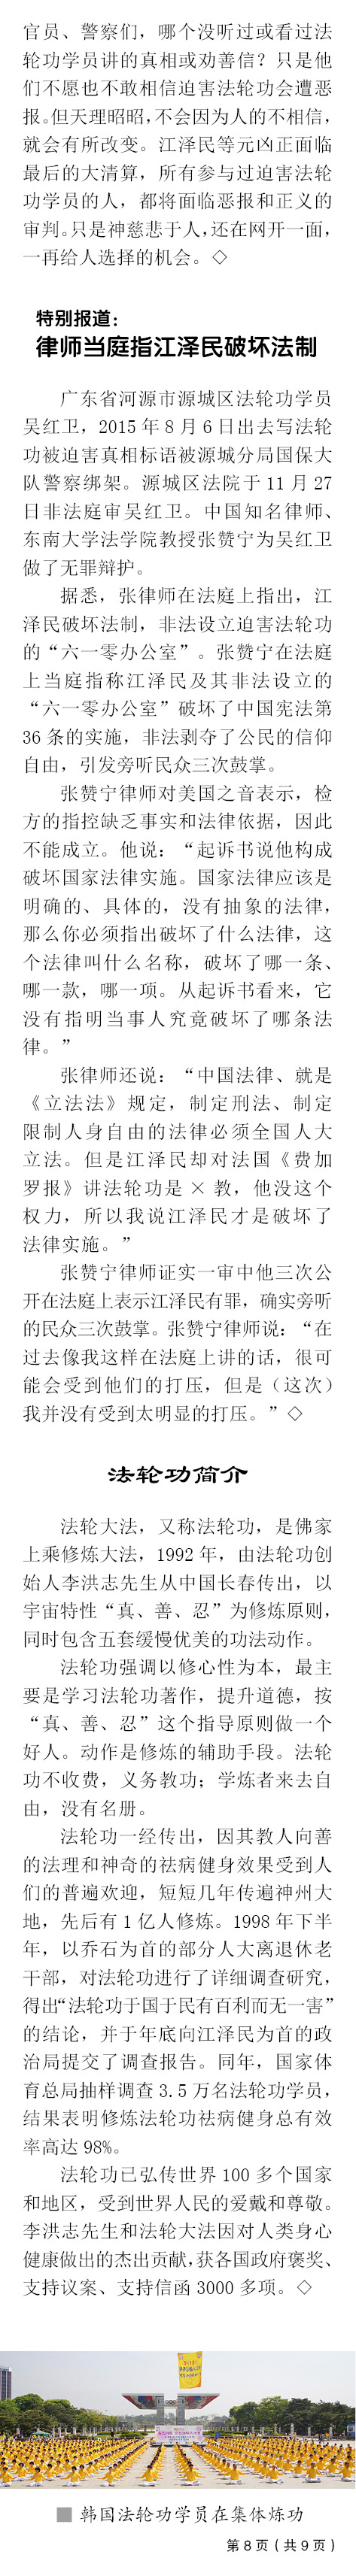 官员、警察们，哪个没听过或看过法
轮功学员讲的真相或劝善信？只是他
们不愿也不敢相信迫害法轮功会遭恶
报。但天理昭昭，不会因为人的不相信，
就会有所改变。江泽民等元凶正面临
最后的大清算，所有参与过迫害法轮
功学员的人，都将面临恶报和正义的
审判。只是神慈悲于人，还在网开一面，
一再给人选择的机会。◇
特别报道：
律师当庭指江泽民破坏法制
广东省河源市源城区法轮功学员
吴红卫，2015 年 8 月 6 日出去写法轮
功被迫害真相标语被源城分局国保大
队警察绑架。源城区法院于 11 月 27
日非法庭审吴红卫。中国知名律师、
东南大学法学院教授张赞宁为吴红卫
做了无罪辩护。
据悉，张律师在法庭上指出，江
泽民破坏法制，非法设立迫害法轮功
的“六一零办公室”。张赞宁在法庭
上当庭指称江泽民及其非法设立的
“六一零办公室”破坏了中国宪法第
36 条的实施，非法剥夺了公民的信仰
自由，引发旁听民众三次鼓掌。
张赞宁律师对美国之音表示，检
方的指控缺乏事实和法律依据，因此
不能成立。他说：“起诉书说他构成
破坏国家法律实施。国家法律应该是
明确的、具体的，没有抽象的法律，
那么你必须指出破坏了什么法律，这
个法律叫什么名称，破坏了哪一条、
哪一款，哪一项。从起诉书看来，它
没有指明当事人究竟破坏了哪条法
律。”
张律师还说：“中国法律、就是
《立法法》规定，制定刑法、制定
限制人身自由的法律必须全国人大
立法。但是江泽民却对法国《费加
罗报》讲法轮功是 × 教，他没这个
权力，所以我说江泽民才是破坏了
法律实施。”
张赞宁律师证实一审中他三次公
开在法庭上表示江泽民有罪，确实旁听
的民众三次鼓掌。张赞宁律师说：“在
过去像我这样在法庭上讲的话，很可
能会受到他们的打压，但是（这次）
我并没有受到太明显的打压。”◇
法轮功简介
法轮大法，又称法轮功，是佛家
上乘修炼大法，1992 年，由法轮功创
始人李洪志先生从中国长春传出，以
宇宙特性“真、善、忍”为修炼原则，
同时包含五套缓慢优美的功法动作。
法轮功强调以修心性为本，最主
要是学习法轮功著作，提升道德，按
“真、善、忍”这个指导原则做一个
好人。动作是修炼的辅助手段。法轮
功不收费，义务教功；学炼者来去自
由，没有名册。
法轮功一经传出，因其教人向善
的法理和神奇的祛病健身效果受到人
们的普遍欢迎，短短几年传遍神州大
地，先后有 1 亿人修炼。1998 年下半
年，以乔石为首的部分人大离退休老
干部，对法轮功进行了详细调查研究，
得出“法轮功于国于民有百利而无一害”
的结论，并于年底向江泽民为首的政
治局提交了调查报告。同年，国家体
育总局抽样调查 3.5 万名法轮功学员，
结果表明修炼法轮功祛病健身总有效
率高达 98%。
法轮功已弘传世界 100 多个国家
和地区，受到世界人民的爱戴和尊敬。
李洪志先生和法轮大法因对人类身心
健康做出的杰出贡献，获各国政府褒奖、
支持议案、支持信函 3000 多项。◇
■ 韩国法轮功学员在集体炼功
第 8 页（ 共 9 页）